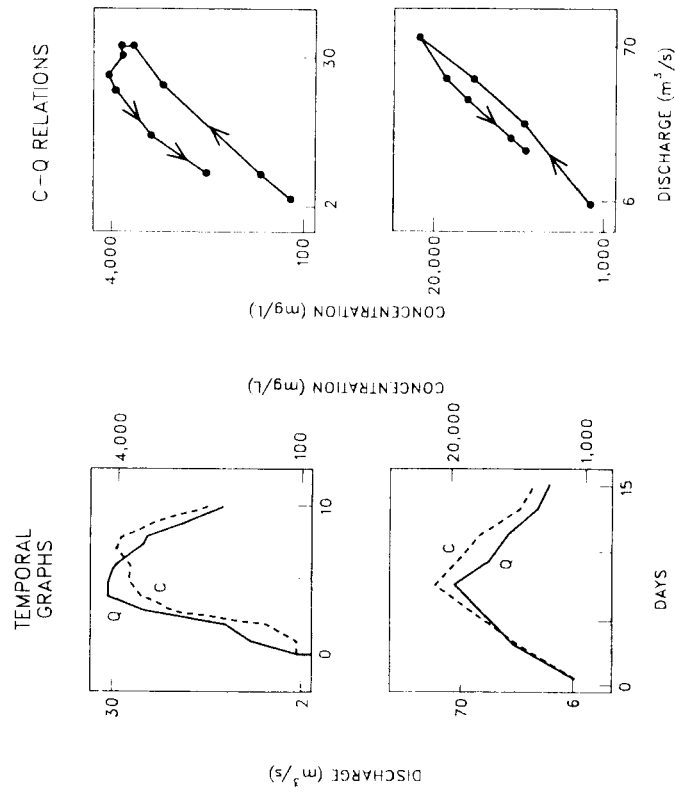 TEMPORAL
GRAPHS
C-Q RELATIONS
DISCHARGE (m³/s)
30
2
Q
C
4,000
100
0
10
CONCENTRATION (mg/L)
CONCENTRATION (mg/L)
4,000
100
2
30
70
6
C
Q
20,000
1,000
0
15
DAYS
20,000
1,000
6
70
DISCHARGE (m³/s)